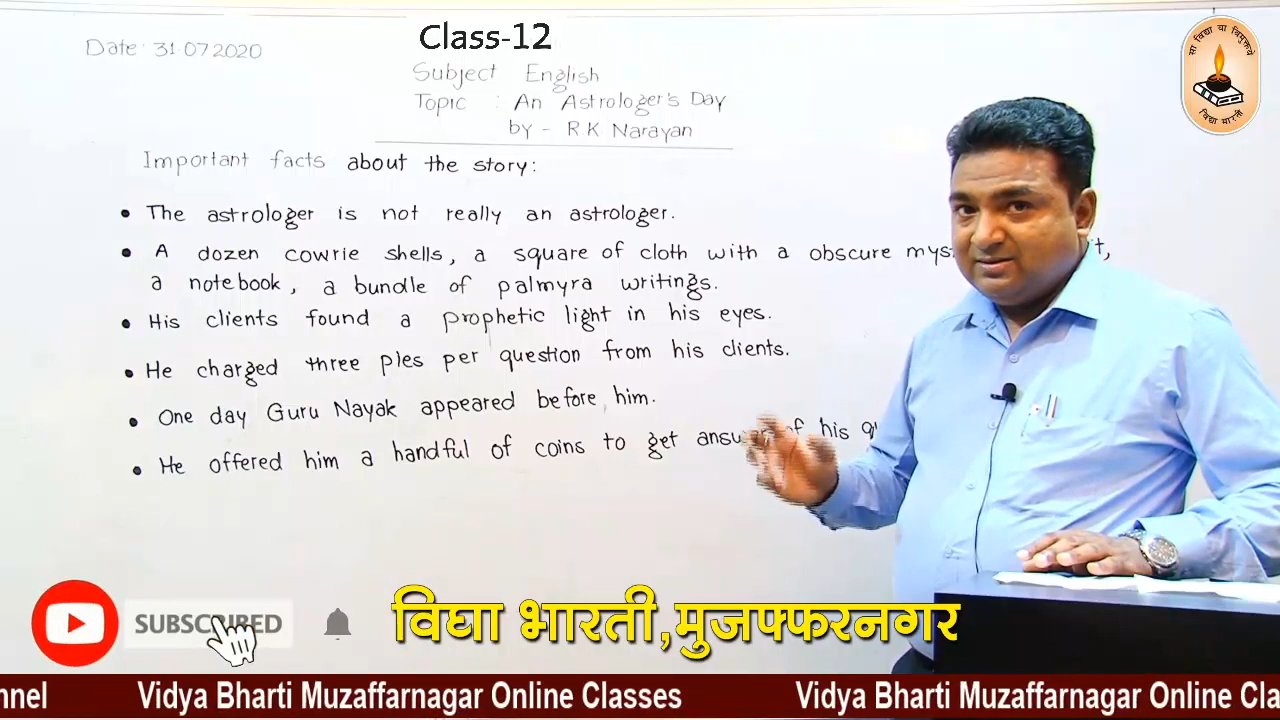 Class-12
Date: 31.07.2020
Subject English
Topic : An Astrologer's Day
by - R.K Narayan
Important facts about the story:
• The astrologer is not really an astrologer.
• A dozen cowrie shells, a square of cloth with a obscure
a notebook, a bundle of palmyra writings.
• His clients found a prophetic light in his eyes.
• He charged three pies per question from his clients.
• One day Guru Nayak appeared before him.
• He offered him a handful of coins to get of his
सा विद्या या विमुक्तये
विद्या भारती
SUBSCRIBED
विद्या भारती,मुजफ्फरनगर
nnel Vidya Bharti Muzaffarnagar Online Classes Vidya Bharti Muzaffarnagar Online Cla